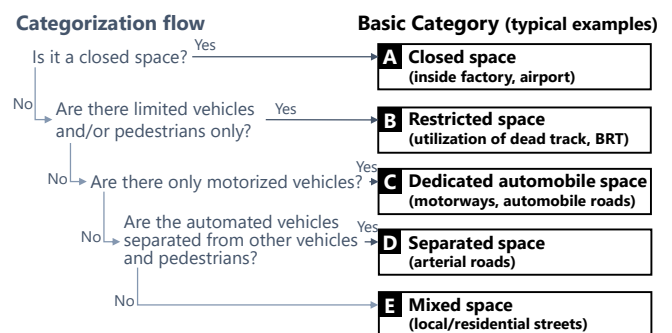 Categorization flow
Basic Category (typical examples)
Is it a closed space?
Yes
A Closed space
(inside factory, airport)
No
Are there limited vehicles
and/or pedestrians only?
Yes
B Restricted space
(utilization of dead track, BRT)
No
Are there only motorized vehicles?
Yes
C Dedicated automobile space
(motorways, automobile roads)
No
Are the automated vehicles
separated from other vehicles
and pedestrians?
Yes
D Separated space
(arterial roads)
No
E Mixed space
(local/residential streets)